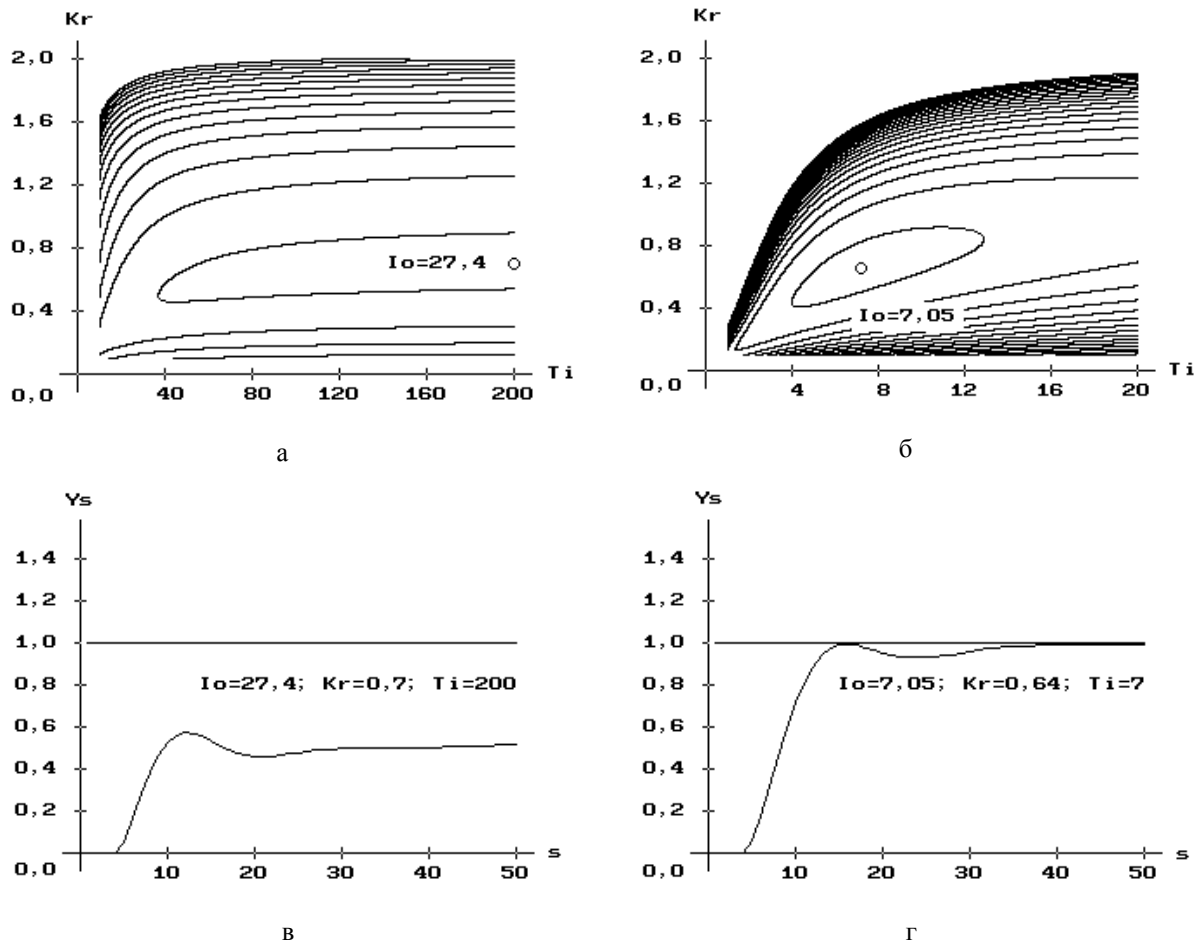 Kr
2,0
1,6
1,2
0,8
0,4
0,0
Io=27,4
40 80 120 160 200
Ti
а
Kr
2,0
1,6
1,2
0,8
0,4
0,0
Io=7,05
4 8 12 16 20
Ti
б
Ys
1,4
1,2
1,0
0,8
0,6
0,4
0,2
0,0
Io=27,4; Kr=0,7; Ti=200
10 20 30 40 50
s
в
Ys
1,4
1,2
1,0
0,8
0,6
0,4
0,2
0,0
Io=7,05; Kr=0,64; Ti=7
10 20 30 40 50
s
г